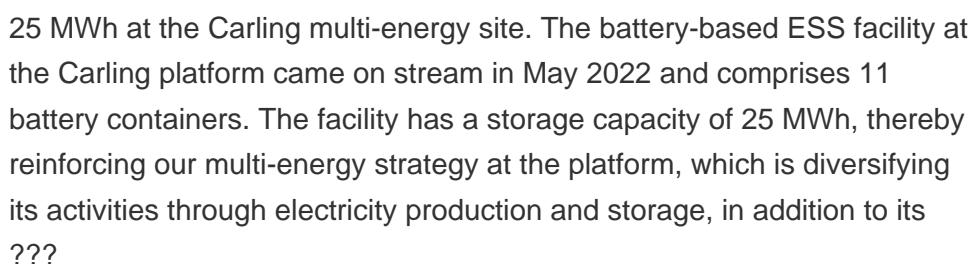 25 MWh at the Carling multi-energy site. The battery-based ESS facility at
the Carling platform came on stream in May 2022 and comprises 11
battery containers. The facility has a storage capacity of 25 MWh, thereby
reinforcing our multi-energy strategy at the platform, which is diversifying
its activities through electricity production and storage, in addition to its
???